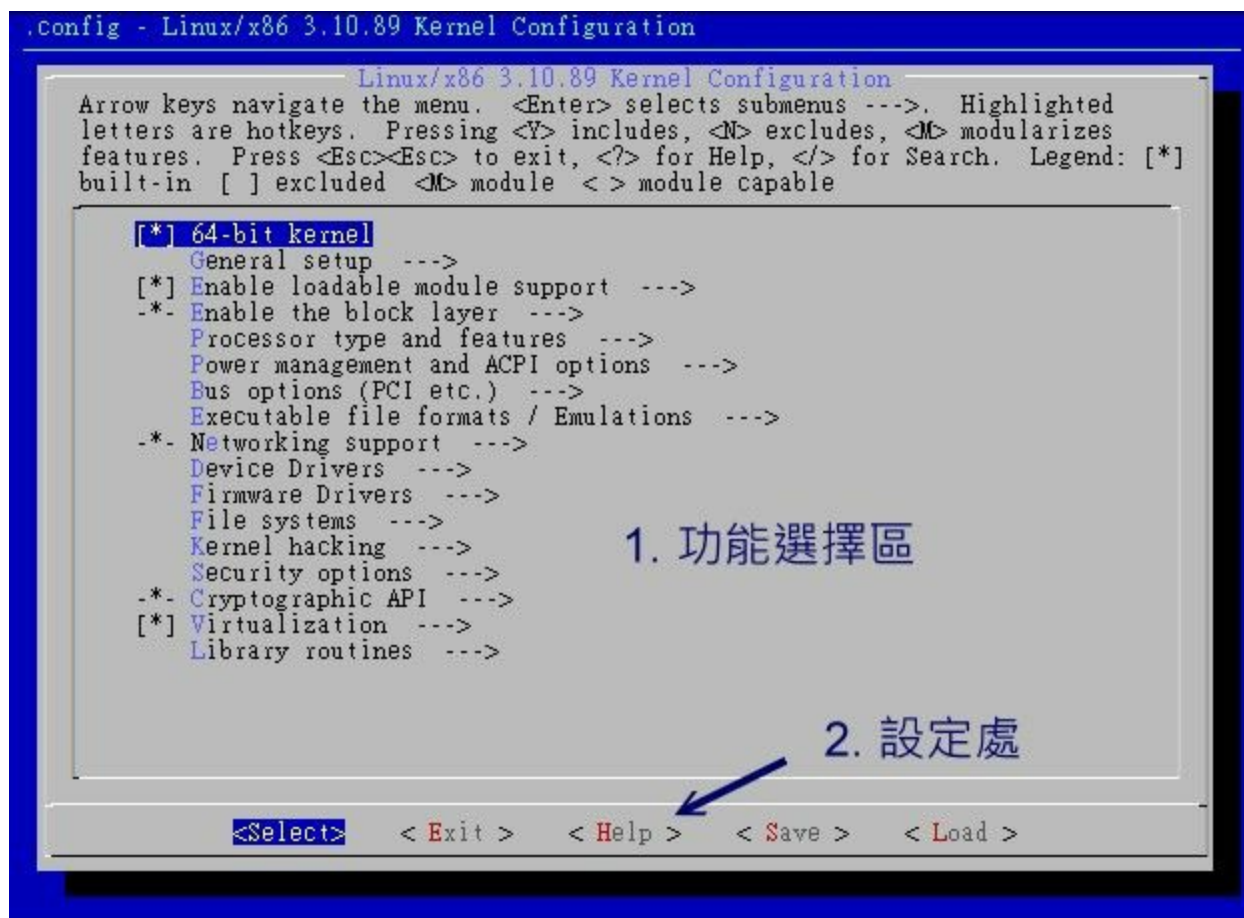 .config - Linux/x86 3.10.89 Kernel Configuration
Linux/x86 3.10.89 Kernel Configuration
Arrow keys navigate the menu.  <Enter> selects submenus --->.  Highlighted
letters are hotkeys.  Pressing <Y> includes, <N> excludes, <M> modularizes
features.  Press <Esc><Esc> to exit, <?> for Help, </> for Search.  Legend: [*]
built-in  [ ] excluded  <M> module  < > module capable
[*] 64-bit kernel
General setup  --->
[*] Enable loadable module support  --->
-*- Enable the block layer  --->
Processor type and features  --->
Power management and ACPI options  --->
Bus options (PCI etc.)  --->
Executable file formats / Emulations  --->
-*- Networking support  --->
Device Drivers  --->
Firmware Drivers  --->
File systems  --->
Kernel hacking  --->
Security options  --->
-*- Cryptographic API  --->
[*] Virtualization  --->
Library routines  --->
1. 功能選擇區
2. 設定處
<Select>    < Exit >    < Help >    < Save >    < Load >